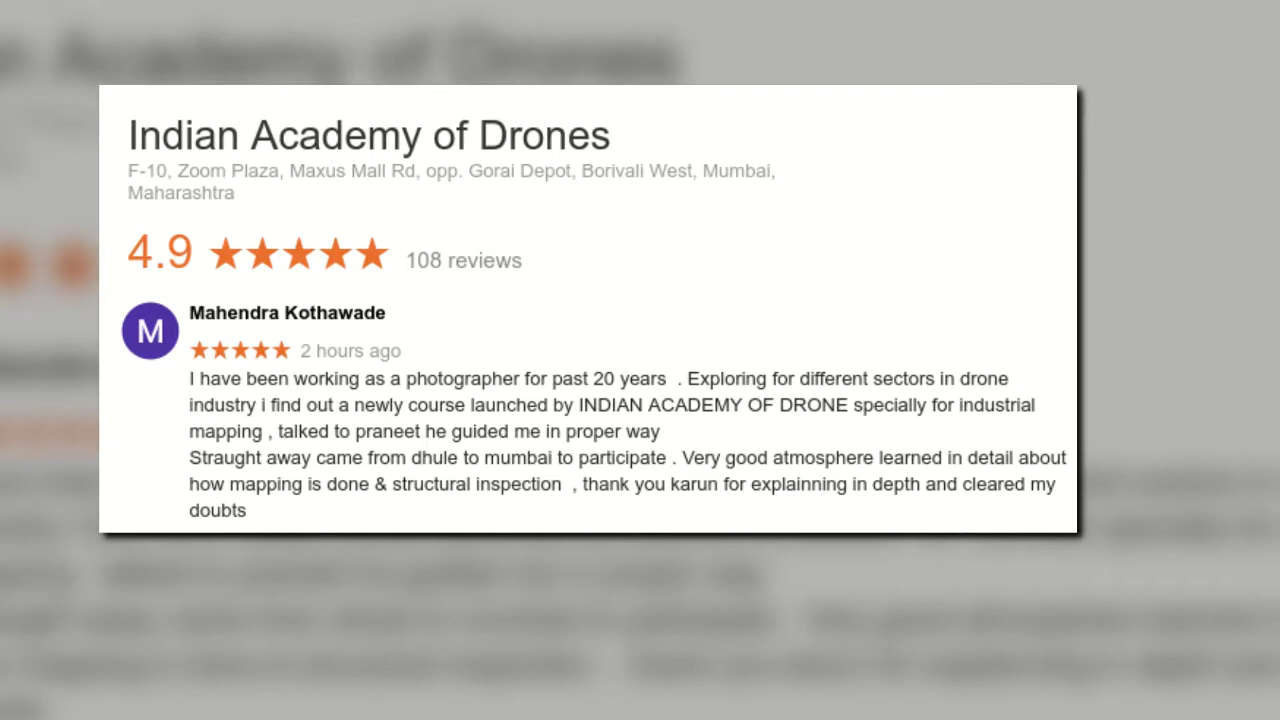 Indian Academy of Drones
F-10, Zoom Plaza, Maxus Mall Rd, opp. Gorai Depot, Borivali West, Mumbai,
Maharashtra
4.9 ★★★★★ 108 reviews
M
Mahendra Kothawade
★★★★★ 2 hours ago
I have been working as a photographer for past 20 years  . Exploring for different sectors in drone
industry i find out a newly course launched by INDIAN ACADEMY OF DRONE specially for industrial
mapping , talked to praneet he guided me in proper way
Straught away came from dhule to mumbai to participate . Very good atmosphere learned in detail about
how mapping is done & structural inspection  , thank you karun for explainning in depth and cleared my
doubts